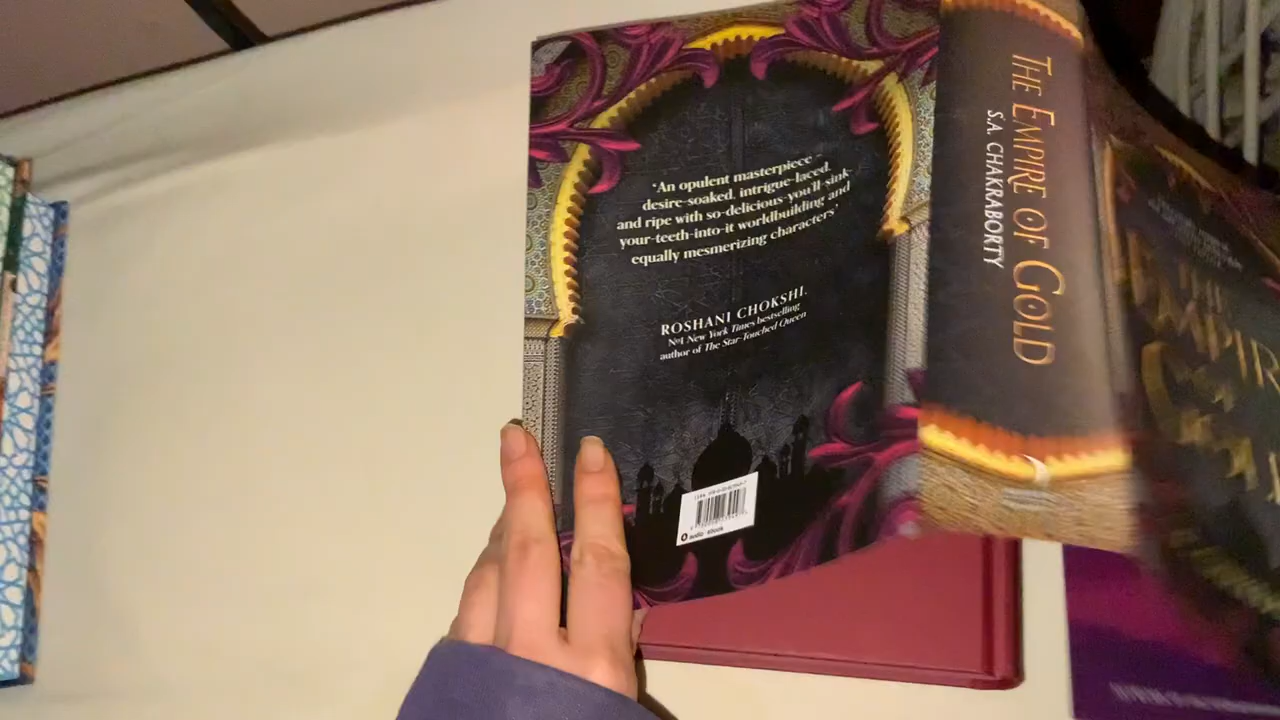 "An opulent masterpiece –
desire-soaked, intrigue-laced,
and ripe with so-delicious-you'll-sink-
your-teeth-into-it worldbuilding and
equally mesmerizing characters"
ROSHANI CHOKSHI,
No1 New York Times bestselling
author of The Star-Touched Queen
audio ebook
THE EMPIRE OF GOLD
S.A. CHAKRABORTY